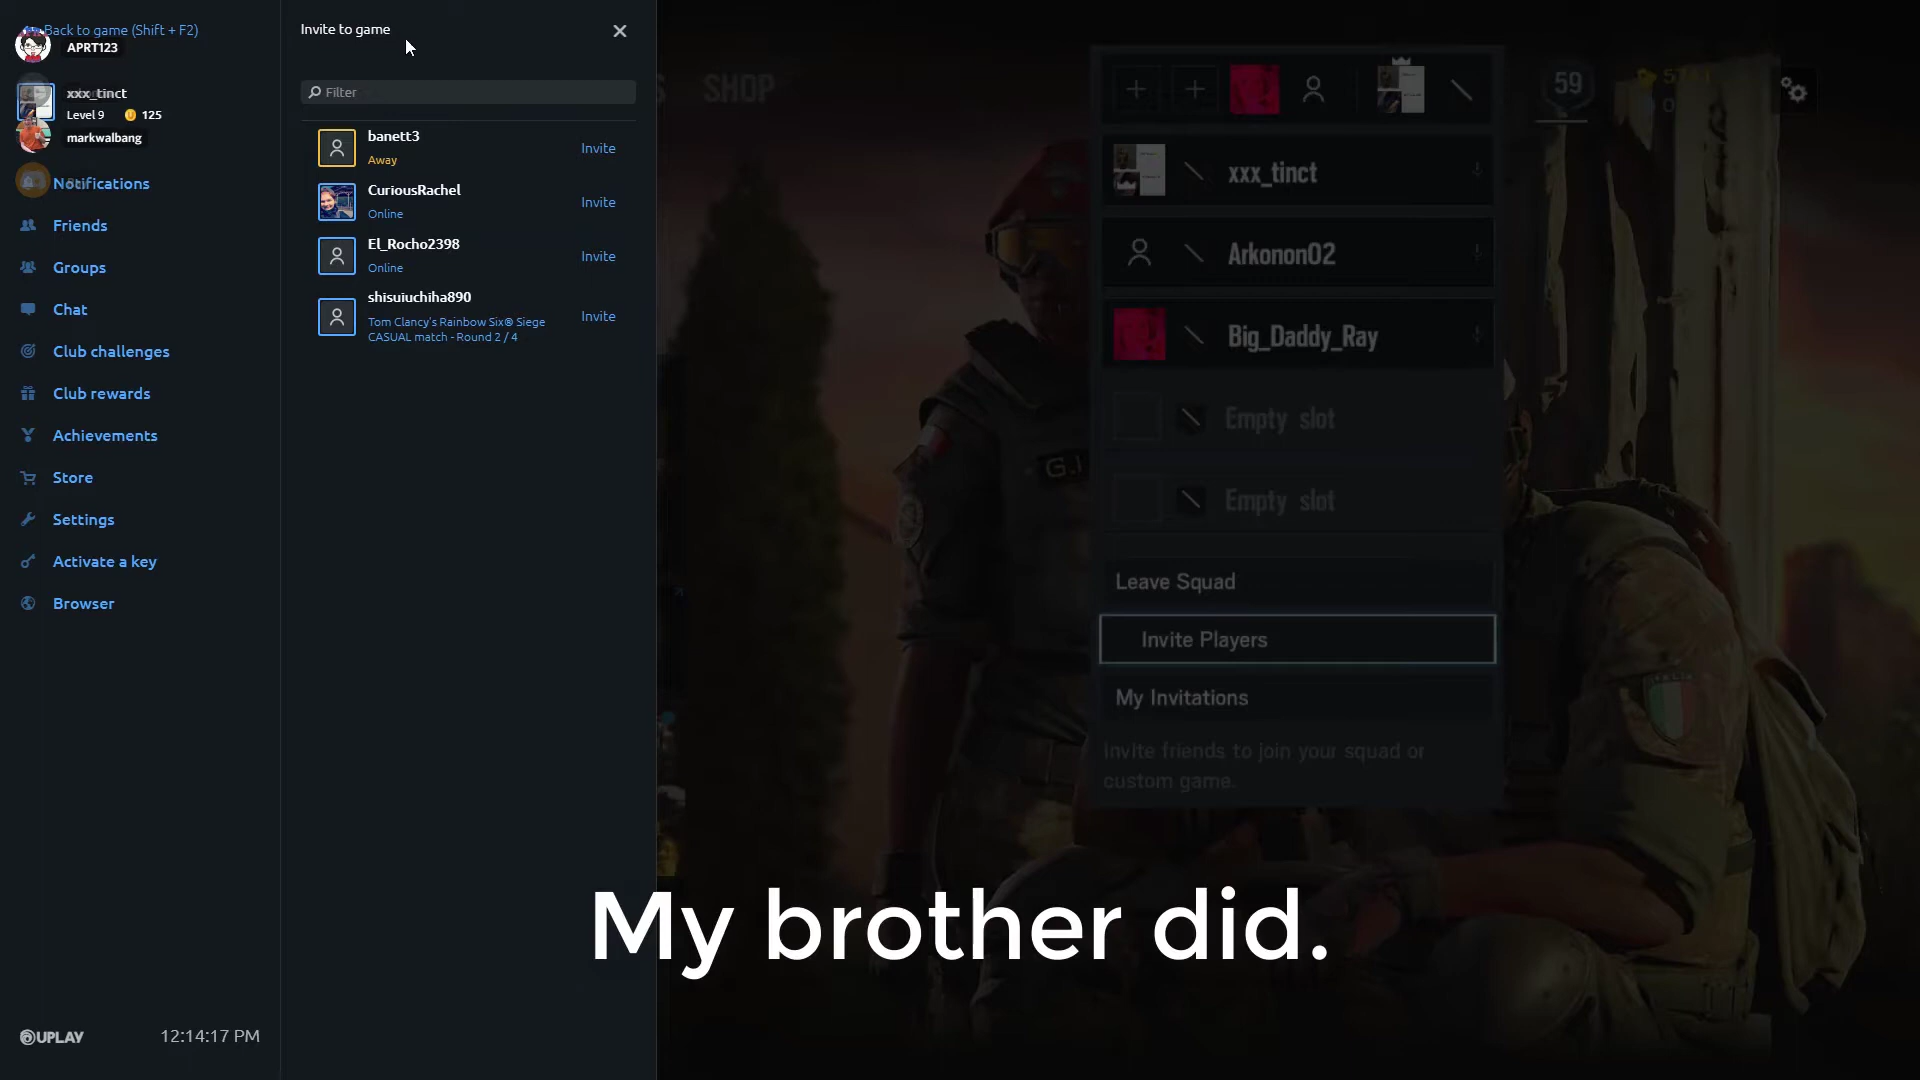 Back to game (Shift + F2)
APRT123
xxx_tinct
Level 9
125
markwalbang
Notifications
Friends
Groups
Chat
Club challenges
Club rewards
Achievements
Store
Settings
Activate a key
Browser
UPLAY
12:14:17 PM
Invite to game
Filter
banett3
Away
Invite
CuriousRachel
Online
Invite
El_Rocho2398
Online
Invite
shisuiuchiha890
Tom Clancy's Rainbow Six® Siege
CASUAL match - Round 2 / 4
Invite
SHOP
59
0
xxx_tinct
Arkonon02
Big_Daddy_Ray
Empty slot
Empty slot
Leave Squad
Invite Players
My Invitations
Invite friends to join your squad or
custom game.
My brother did.